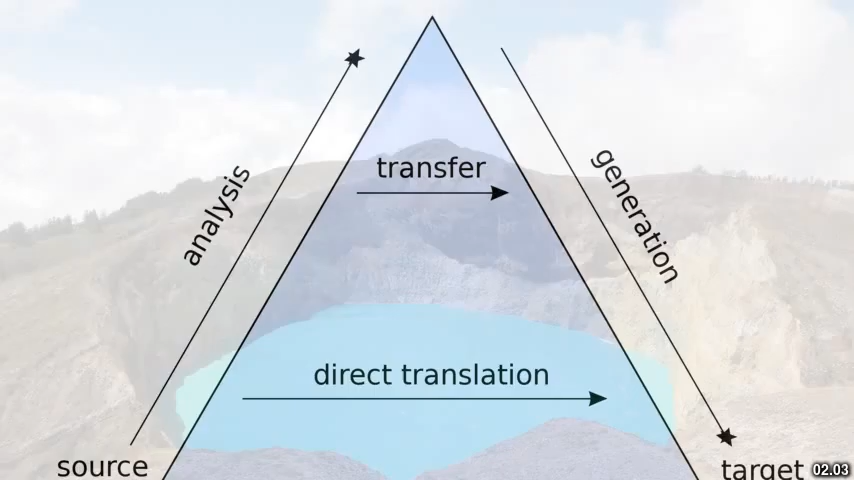 transfer
analysis
generation
direct translation
source
target
02.03